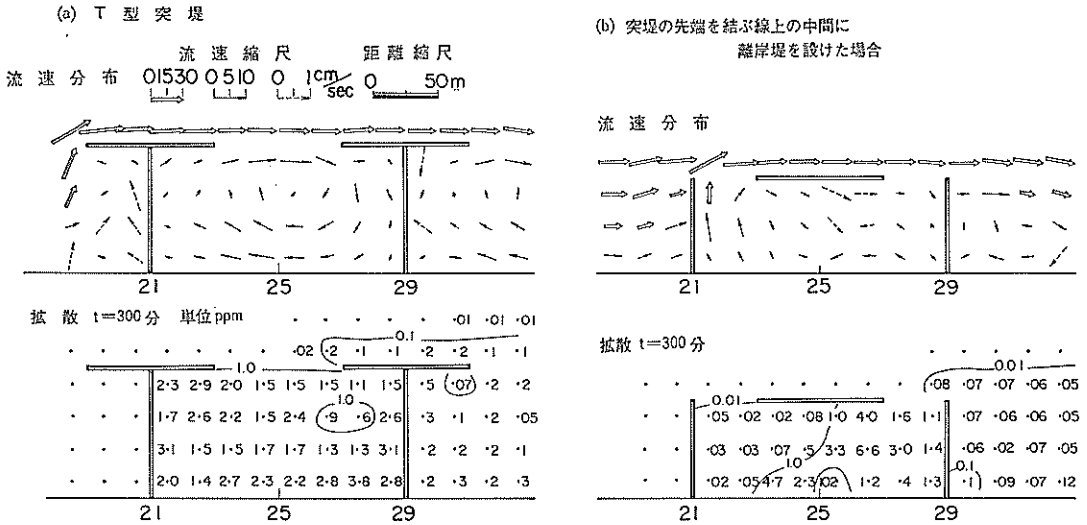 (a) T 型 突 堤
流 速 縮 尺 距 離 縮 尺
流 速 分 布 01530 0510 0 1 cm/sec 0 50m
21 25 29
拡 散 t=300分 単位 ppm ·01 ·01 ·01
0.1
·02 ·2 ·1 ·1 ·2 ·2 ·1 ·1
1.0
2·3 2·9 2·0 1·5 1·5 1·5 1·1 1·5 ·5 ·07 ·2 ·2
1.0
1·7 2·6 2·2 1·5 2·4 ·9 ·6 2·6 ·3 ·1 ·2 ·05
3·1 1·5 1·5 1·7 1·7 1·3 1·3 3·1 ·2 ·2 ·2 ·1
2·0 1·4 2·7 2·3 2·2 2·8 3·8 2·8 ·2 ·3 ·2 ·3
21 25 29
(b) 突堤の先端を結ぶ線上の中間に
離岸堤を設けた場合
流 速 分 布
21 25 29
拡散 t=300分
0.01
·08 ·07 ·07 ·06 ·05
0.01
·05 ·02 ·02 ·08 1·0 4·0 1·6 1·1 ·07 ·06 ·06 ·05
·03 ·03 ·07 ·5 3·3 6·6 3·0 1·4 ·06 ·02 ·07 ·05
1.0
0.1
·02 ·05 4·7 2·3 ·02 1·2 ·4 1·3 ·1 ·09 ·07 ·12
21 25 29